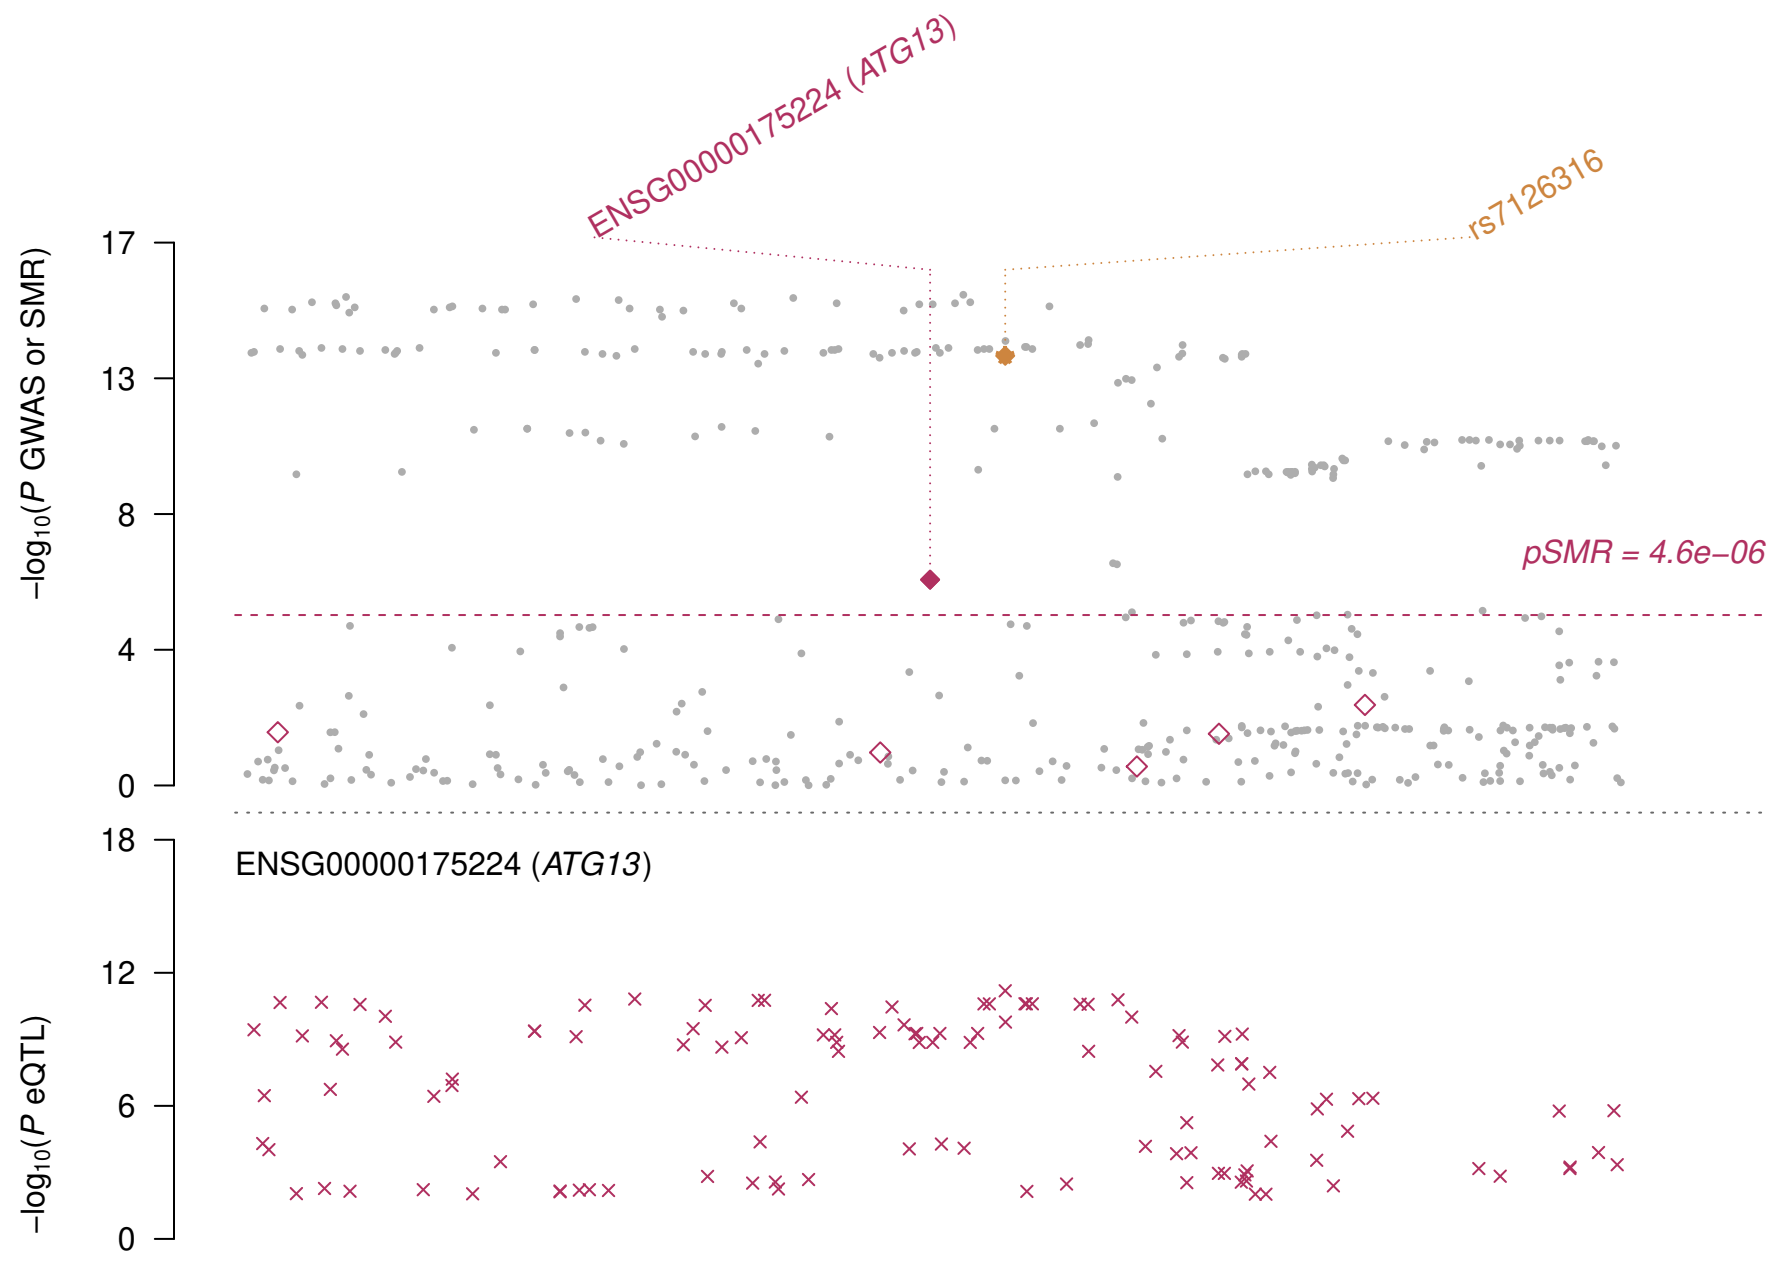 ENSG00000175224 (ATG13)
rs7126316
−log10(P GWAS or SMR)
17
13
8
4
0
pSMR = 4.6e−06
ENSG00000175224 (ATG13)
−log10(P eQTL)
18
12
6
0